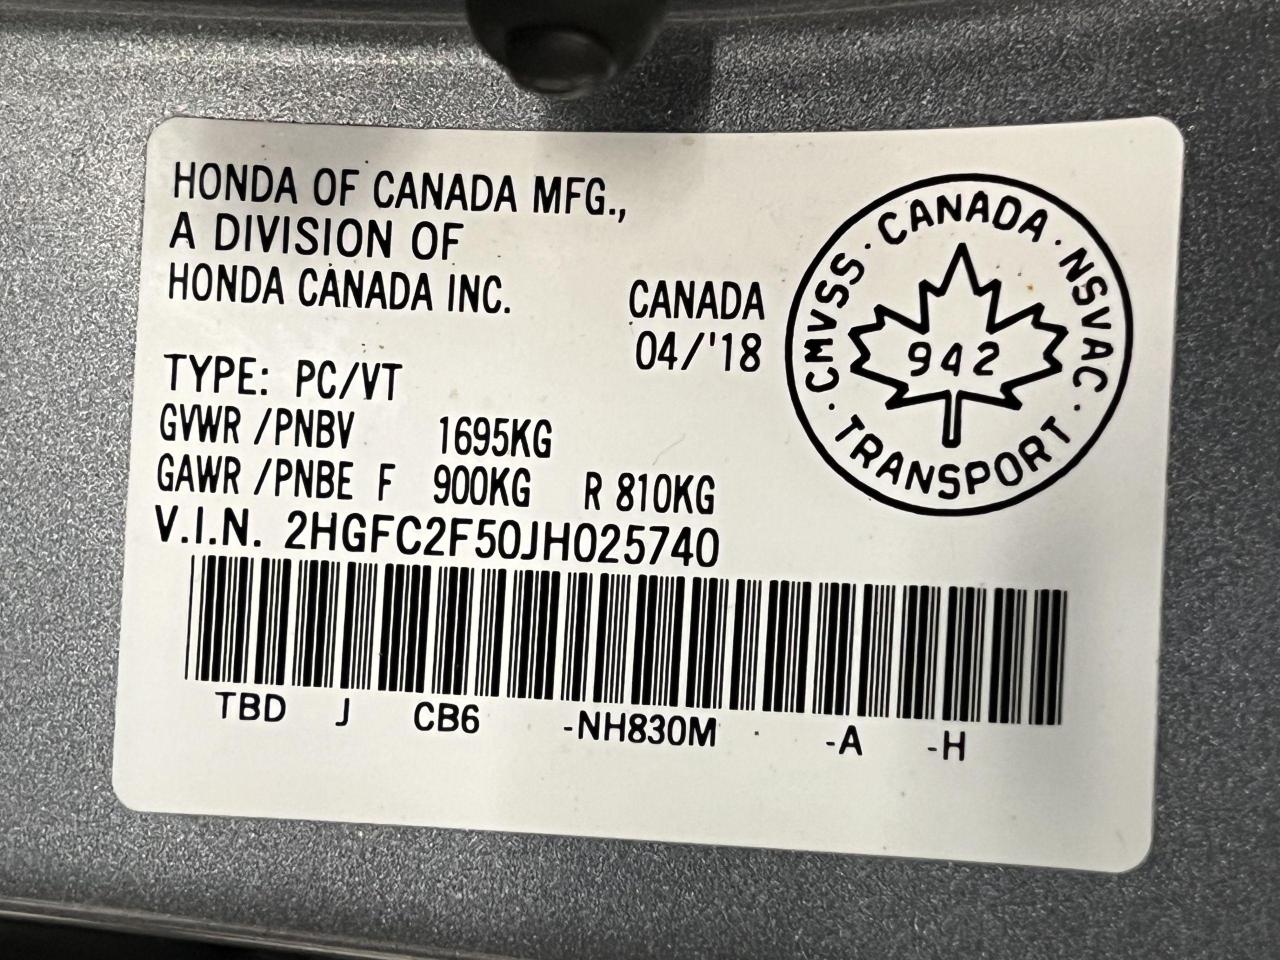 HONDA OF CANADA MFG.,
A DIVISION OF
HONDA CANADA INC.
CANADA
04/'18
TYPE: PC/VT
GVWR /PNBV 1695KG
GAWR /PNBE F 900KG R 810KG
V.I.N. 2HGFC2F50JH025740
TBD J CB6 -NH830M -A -H
CMVSS · CANADA · NSVAC · TRANSPORT ·
942